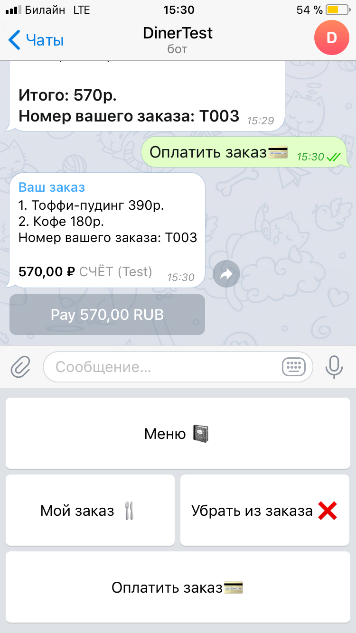 Билайн LTE 15:30 54 %
Чаты DinerTest D
бот
Итого: 570р.
Номер вашего заказа: Т003 15:29
Оплатить заказ 15:30
Ваш заказ
1. Тоффи-пудинг 390р.
2. Кофе 180р.
Номер вашего заказа: Т003
570,00 ₽ СЧЁТ (Test) 15:30
Pay 570,00 RUB
Сообщение...
Меню
Мой заказ Убрать из заказа
Оплатить заказ